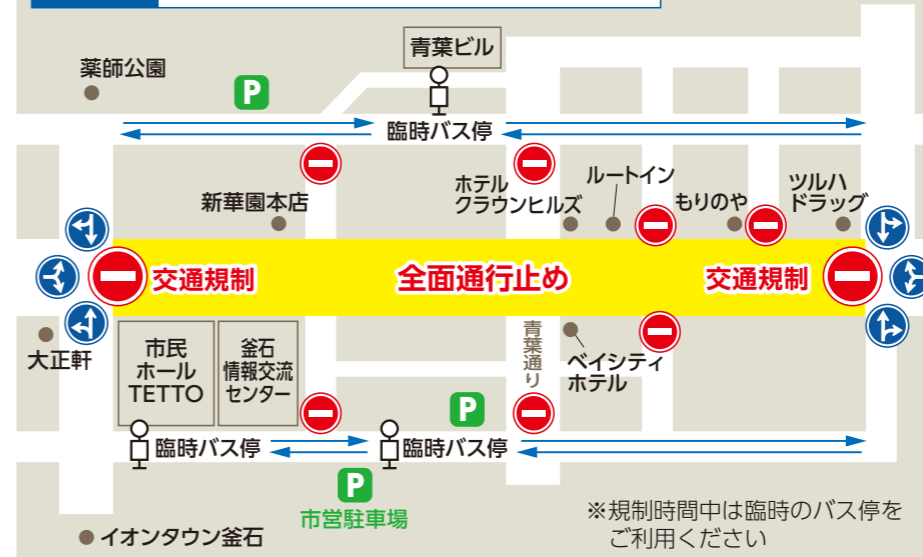 青葉ビル
薬師公園
P
臨時バス停
新華園本店
ホテル
クラウンヒルズ
ルートイン
もりのや
ツルハ
ドラッグ
交通規制
全面通行止め
交通規制
大正軒
市民
ホール
TETTO
釜石
情報交流
センター
青葉通り
ベイシティ
ホテル
P
臨時バス停
臨時バス停
P
市営駐車場
イオンタウン釜石
※規制時間中は臨時のバス停を
ご利用ください